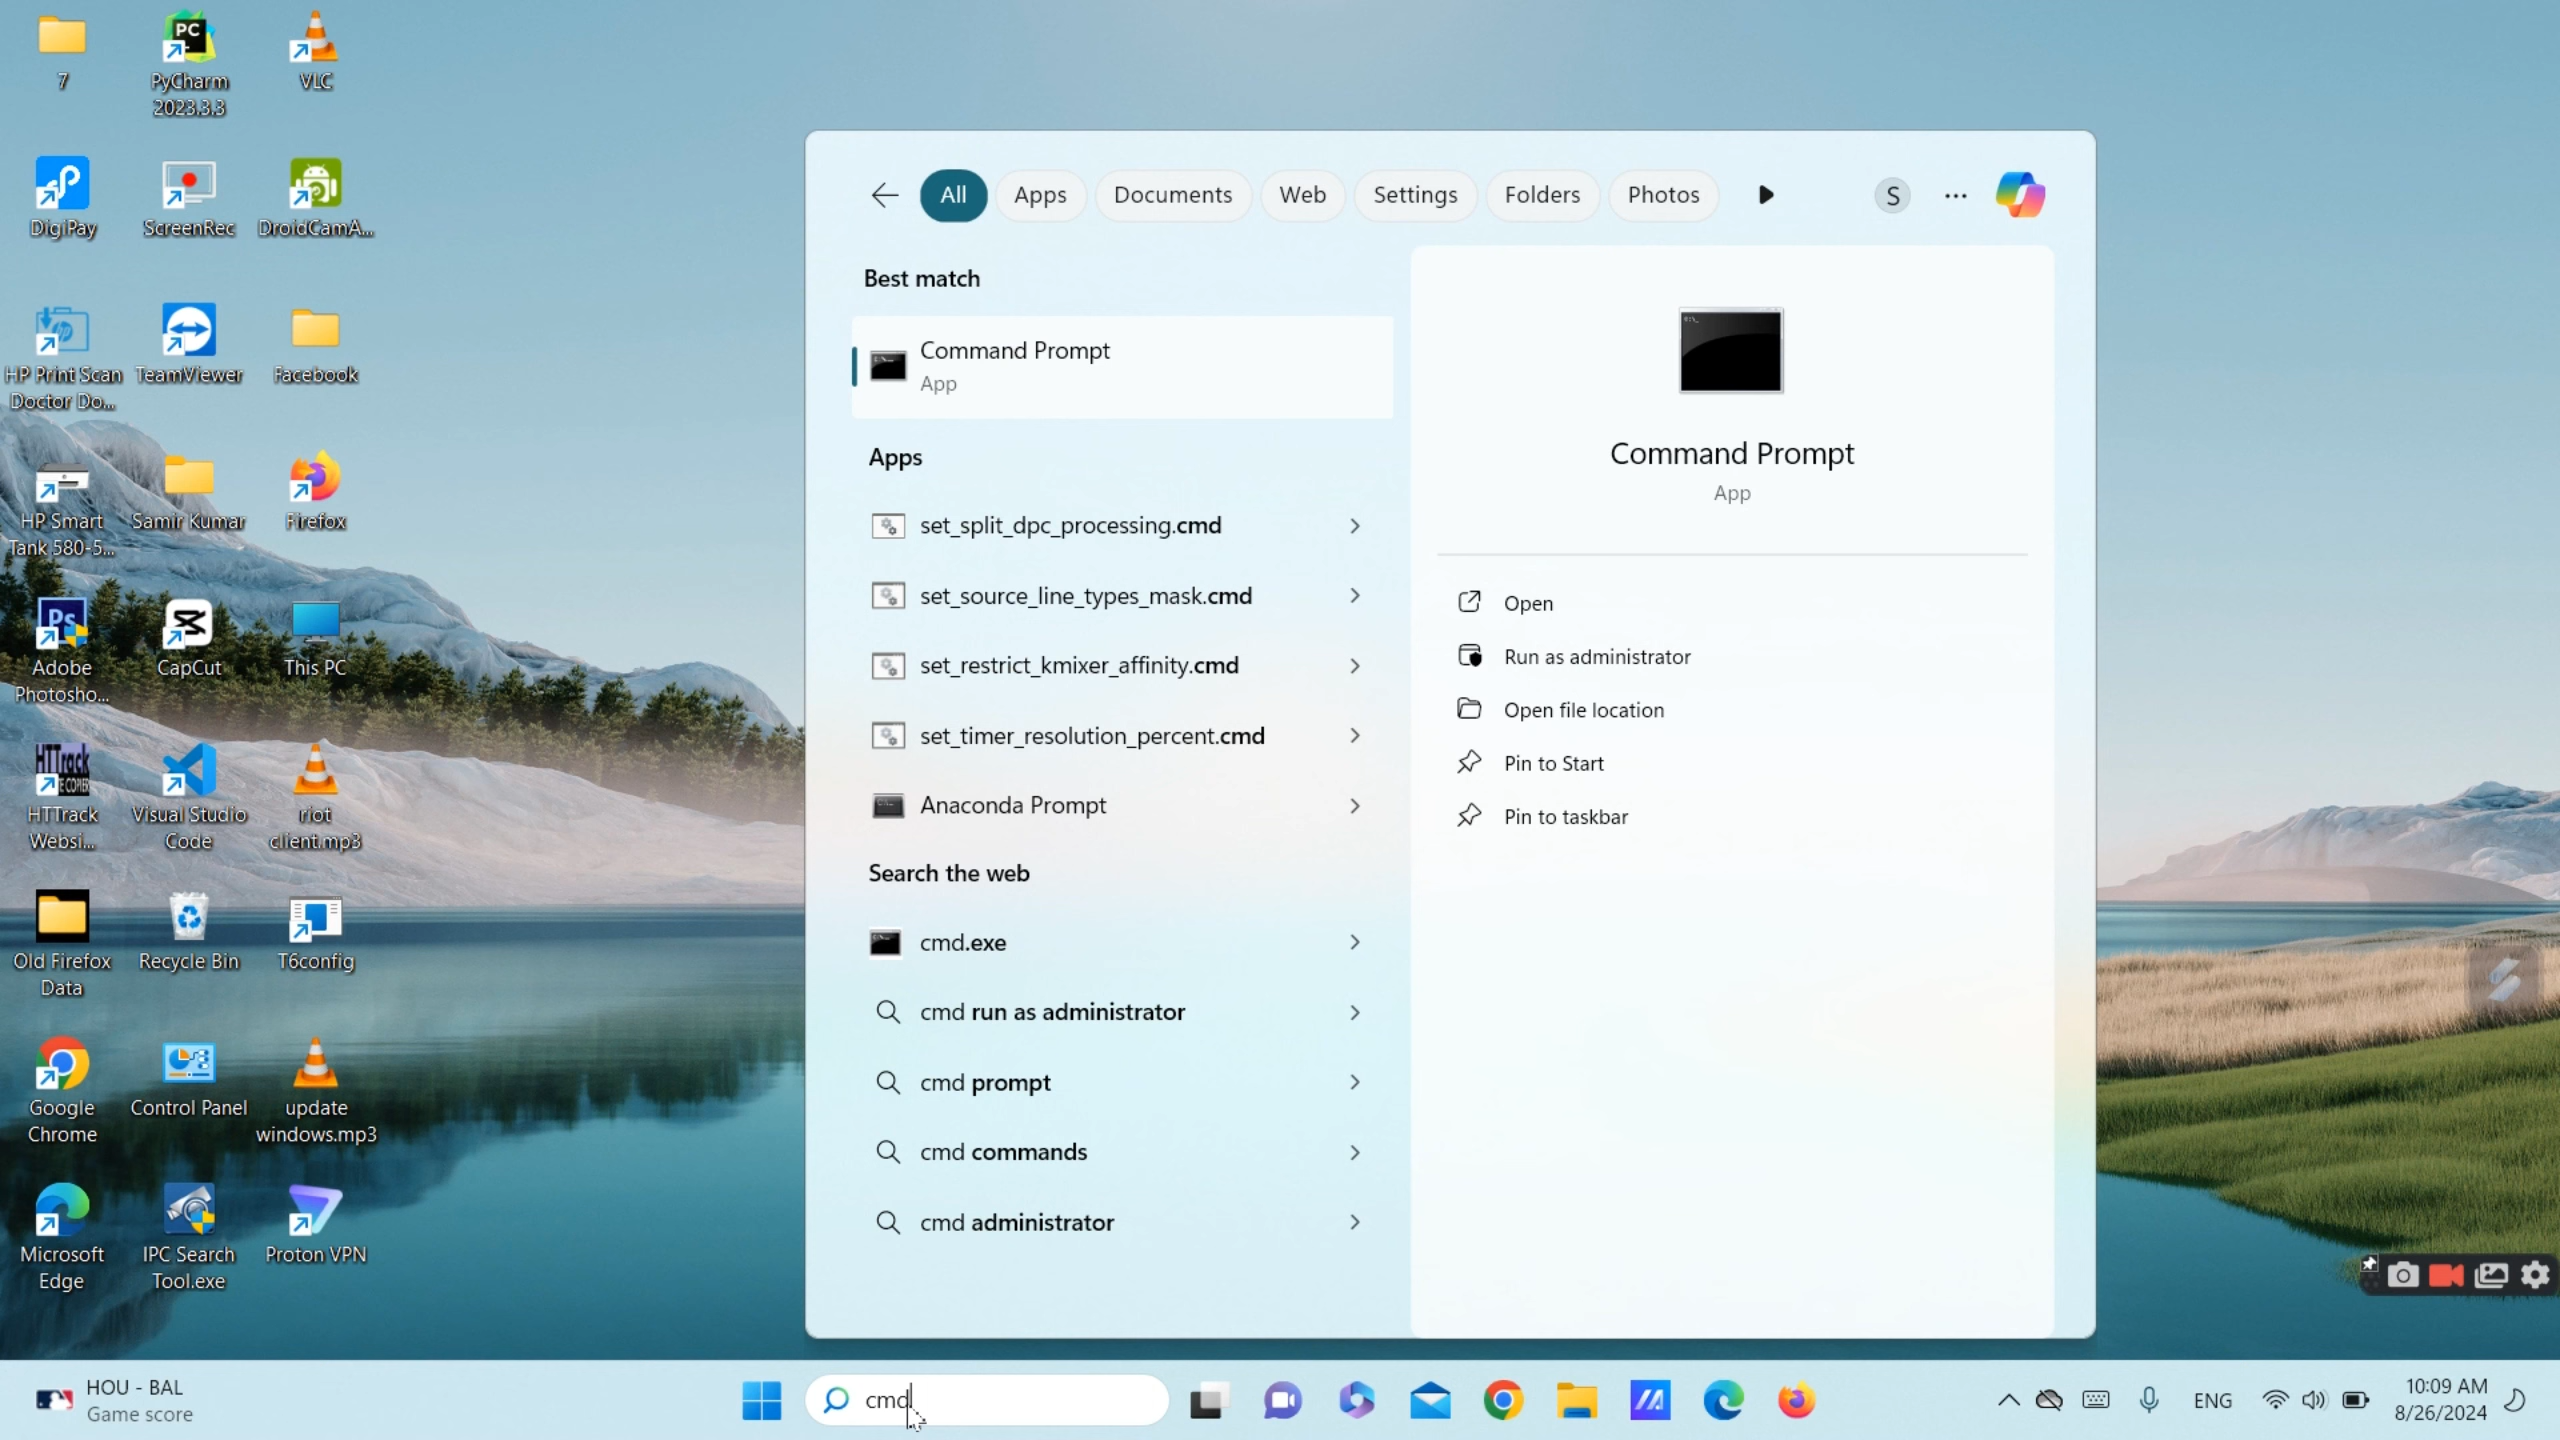 7
PyCharm
2023.3.3
VLC
DigiPay
ScreenRec
DroidCamA...
HP Print Scan
Doctor Do...
TeamViewer
Facebook
HP Smart
Tank 580-5...
Samir Kumar
Firefox
Adobe
Photosho...
CapCut
This PC
HTTrack
Websi...
Visual Studio
Code
riot
client.mp3
Old Firefox
Data
Recycle Bin
T6config
Google
Chrome
Control Panel
update
windows.mp3
Microsoft
Edge
IPC Search
Tool.exe
Proton VPN
All
Apps
Documents
Web
Settings
Folders
Photos
S
Best match
Command Prompt
App
Apps
set_split_dpc_processing.cmd
set_source_line_types_mask.cmd
set_restrict_kmixer_affinity.cmd
set_timer_resolution_percent.cmd
Anaconda Prompt
Search the web
cmd.exe
cmd run as administrator
cmd prompt
cmd commands
cmd administrator
Command Prompt
App
Open
Run as administrator
Open file location
Pin to Start
Pin to taskbar
HOU - BAL
Game score
cmd
ENG
10:09 AM
8/26/2024